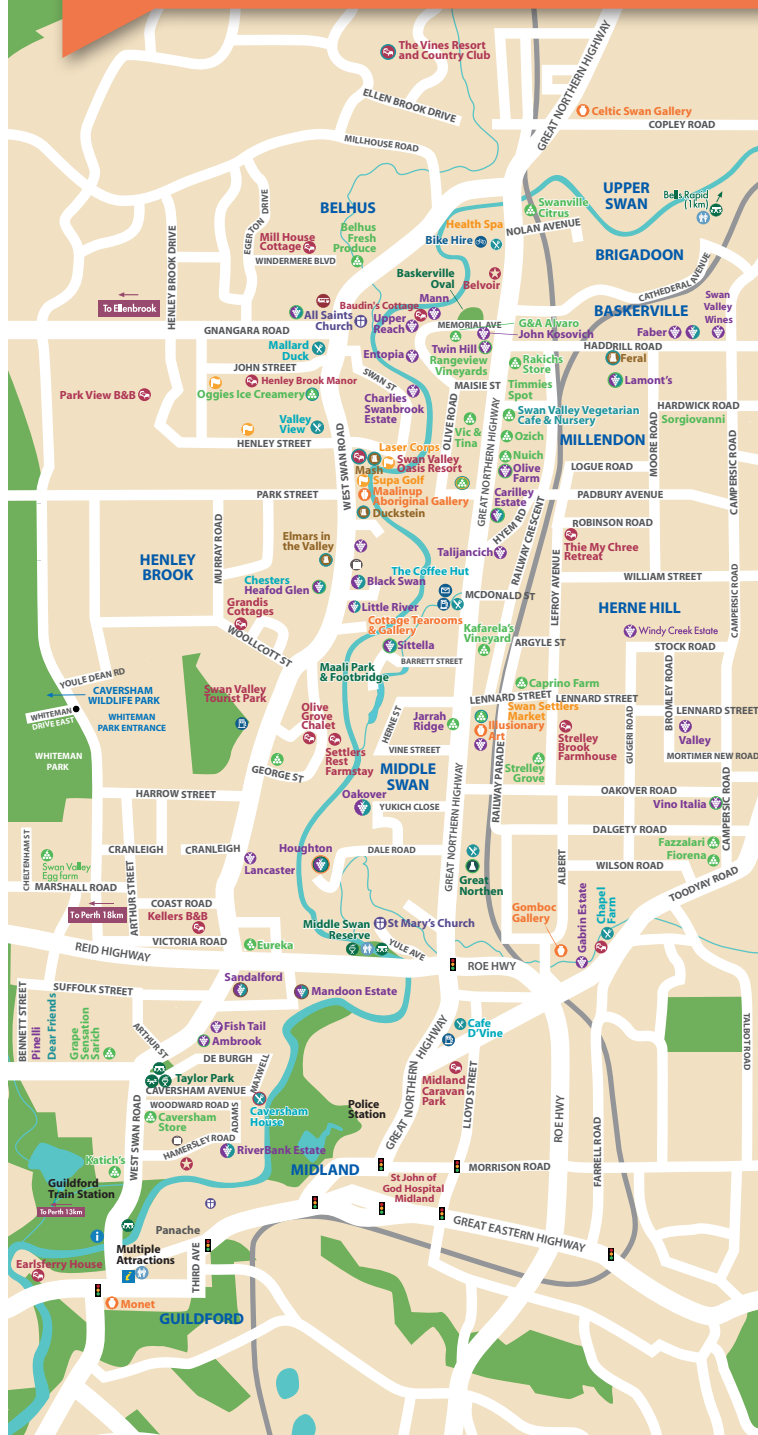 The Vines Resort
and Country Club
ELLEN BROOK DRIVE
GREAT NORTHERN HIGHWAY
Celtic Swan Gallery
COPLEY ROAD
MILLHOUSE ROAD
UPPER
SWAN
Bells Rapid
(1km)
BELHUS
EGERTON DRIVE
Swanville
Citrus
NOLAN AVENUE
Health Spa
Bike Hire
Belhus
Fresh
Produce
Mill House
Cottage
WINDERMERE BLVD
HENLEY BROOK DRIVE
BRIGADOON
CATHEDERAL AVENUE
Baskerville
Oval
Belvoir
To Ellenbrook
Baudin's Cottage
Mann
All Saints
Church
Upper
Reach
MEMORIAL AVE
G&A Alvaro
John Kosovich
BASKERVILLE
Swan
Valley
Wines
Faber
GNANGARA ROAD
Mallard
Duck
Entopia
Twin Hill
Rangeview
Vineyards
HADDRILL ROAD
Feral
Rakich's
Store
JOHN STREET
Henley Brook Manor
SWAN ST
MAISIE ST
Timmies
Spot
Lamont's
Park View B&B
Oggies Ice Creamery
Charlies
Swanbrook
Estate
OLIVE ROAD
GREAT NORTHERN HIGHWAY
Swan Valley Vegetarian
Cafe & Nursery
HARDWICK ROAD
Sorgiovanni
Valley
View
HENLEY STREET
WEST SWAN ROAD
Vic &
Tina
Ozich
MILLENDON
MOORE ROAD
CAMPERSIC ROAD
Laser Corps
Swan Valley
Oasis Resort
Mash
Nuich
Olive
Farm
LOGUE ROAD
Supa Golf
Maalinup
Aboriginal Gallery
PARK STREET
Carilley
Estate
PADBURY AVENUE
Duckstein
HYEM RD
RAILWAY CRESCENT
ROBINSON ROAD
MURRAY ROAD
Elmars in
the Valley
Talijancich
Thie My Chree
Retreat
HENLEY
BROOK
The Coffee Hut
LEFROY AVENUE
WILLIAM STREET
Chesters
Heafod Glen
Black Swan
MCDONALD ST
CAMPERSIC ROAD
Grandis
Cottages
Little River
HERNE HILL
Cottage Tearooms
& Gallery
Kafarela's
Vineyard
Windy Creek Estate
WOOLLCOTT ST
Sittella
ARGYLE ST
STOCK ROAD
BARRETT STREET
YOULE DEAN RD
Maali Park
& Footbridge
Caprino Farm
BROMLEY ROAD
CAVERSHAM
WILDLIFE PARK
Swan Valley
Tourist Park
LENNARD STREET
LENNARD STREET
LENNARD STREET
WHITEMAN
DRIVE EAST
WHITEMAN
PARK ENTRANCE
Olive
Grove
Chalet
HERNE ST
Jarrah
Ridge
Swan Settlers
Market
Illusionary
Art
Strelley
Brook
Farmhouse
GUGERI ROAD
Valley
WHITEMAN
PARK
Settlers
Rest
Farmstay
VINE STREET
MORTIMER NEW ROAD
GEORGE ST
MIDDLE
SWAN
Strelley
Grove
RAILWAY PARADE
HARROW STREET
Oakover
YUKICH CLOSE
GREAT NORTHERN HIGHWAY
OAKOVER ROAD
Vino Italia
CAMPERSIC ROAD
CHELTENHAM ST
DALGETY ROAD
CRANLEIGH
CRANLEIGH
Houghton
DALE ROAD
Fazzalari
Fiorena
Swan Valley
Egg farm
Lancaster
ALBERT
WILSON ROAD
MARSHALL ROAD
ARTHUR STREET
Great
Northen
TOODYAY ROAD
COAST ROAD
Kellers B&B
To Perth 18km
Gomboc
Gallery
Gabrin Estate
Chapel
Farm
Middle Swan
Reserve
St Mary's Church
VICTORIA ROAD
Eureka
YULE AVE
REID HIGHWAY
ROE HWY
BENNETT STREET
SUFFOLK STREET
Sandalford
Mandoon Estate
Pinelli
Dear Friends
Grape
Sensation
Sarich
ARTHUR ST
Fish Tail
Ambrook
Cafe
D'Vine
GREAT NORTHERN HIGHWAY
TALBOT ROAD
DE BURGH
MAXWELL
Taylor Park
CAVERSHAM AVENUE
Midland
Caravan
Park
LLOYD STREET
WOODWARD ROAD
ADAMS
Police
Station
Caversham
Store
Caversham
House
ROE HWY
FARRELL ROAD
WEST SWAN ROAD
HAMERSLEY ROAD
RiverBank Estate
Katich's
MIDLAND
MORRISON ROAD
Guildford
Train Station
St John of
God Hospital
Midland
To Perth 13km
Panache
GREAT EASTERN HIGHWAY
Multiple
Attractions
THIRD AVE
Earlsferry House
Monet
GUILDFORD